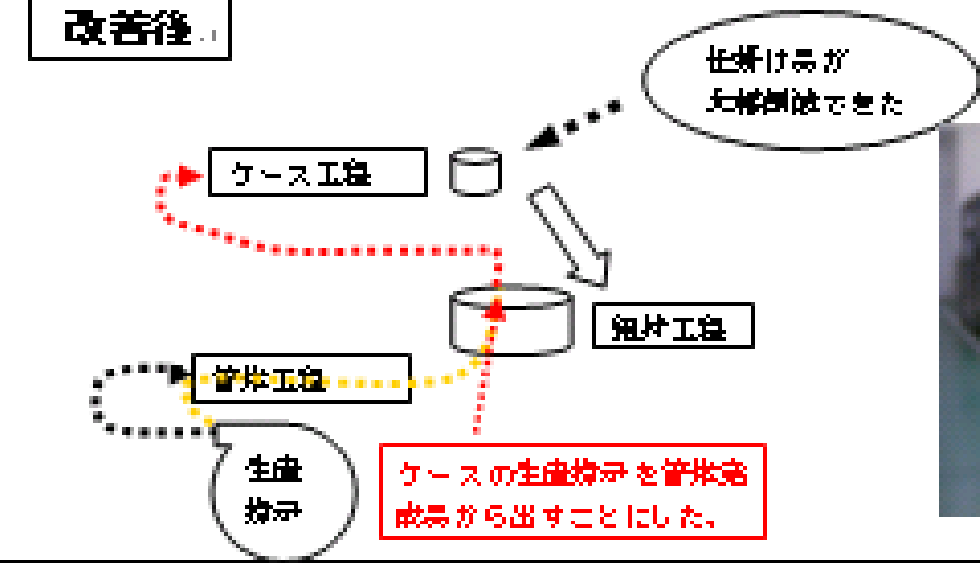 改善後
仕掛け品が
大幅削減できた
ケース工程
組立工程
管体工程
生産
指示
ケースの生産指示を管体完
成品から出すことにした。